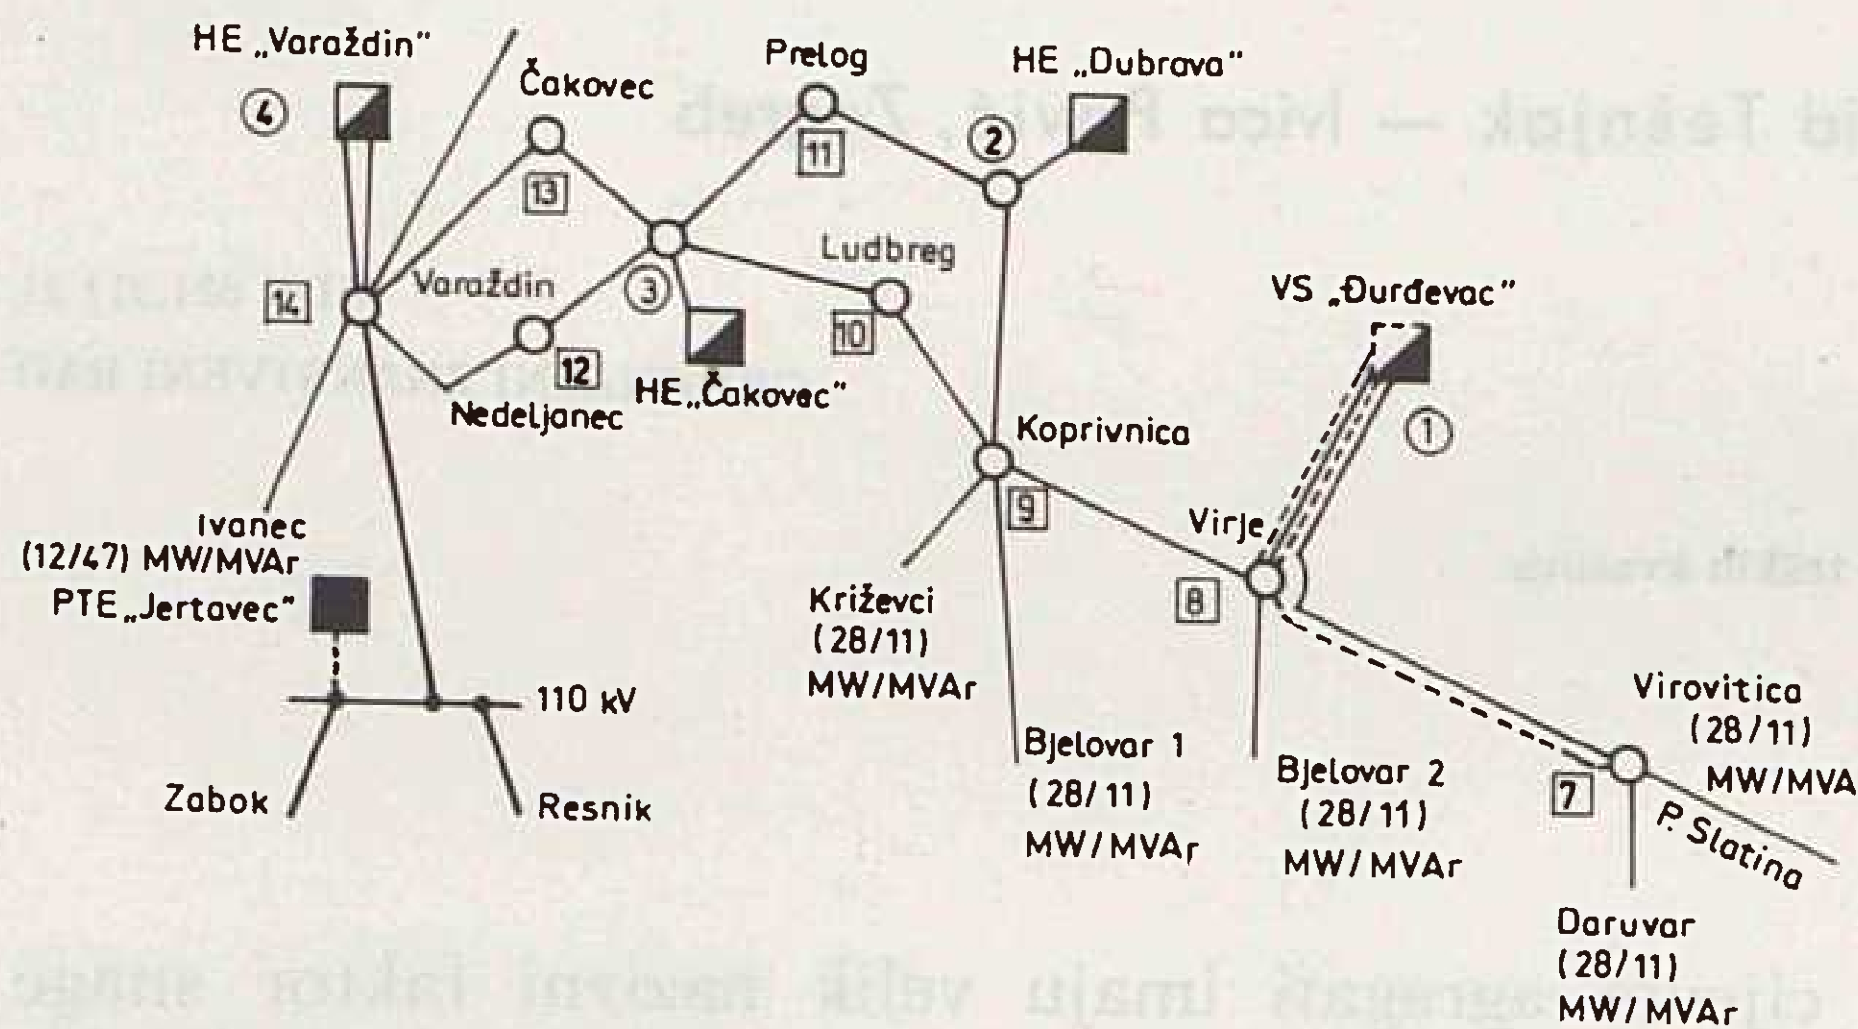 HE „Varaždin“
4
Čakovec
13
Prelog
11
HE „Dubrava“
2
14
Varaždin
3
12
Nedeljanec
HE „Čakovec“
Ludbreg
10
VS „Đurđevac“
1
Koprivnica
9
Virje
8
Ivanec
(12/47) MW/MVAr
PTE „Jertovec“
110 kV
Zabok
Resnik
Križevci
(28/11)
MW/MVAr
Bjelovar 1
(28/11)
MW/MVAr
Bjelovar 2
(28/11)
MW/MVAr
Virovitica
(28/11)
MW/MVA
7
P. Slatina
Daruvar
(28/11)
MW/MVAr